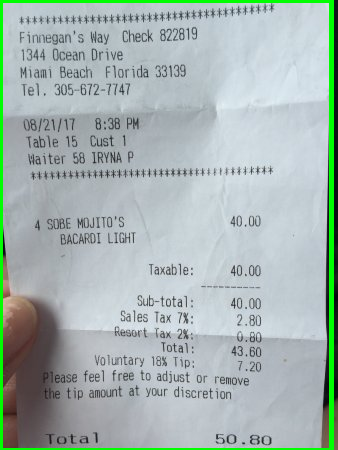 ****************************************
Finnegan's Way Check 822819
1344 Ocean Drive
Miami Beach Florida 33139
Tel. 305-672-7747
08/21/17 8:38 PM
Table 15 Cust 1
Waiter 58 IRYNA P
****************************************
4 SOBE MOJITO'S 40.00
BACARDI LIGHT
Taxable: 40.00
----------
Sub-total: 40.00
Sales Tax 7%: 2.80
Resort Tax 2%: 0.80
Total: 43.60
Voluntary 18% Tip: 7.20
Please feel free to adjust or remove
the tip amount at your discretion
Total 50.80